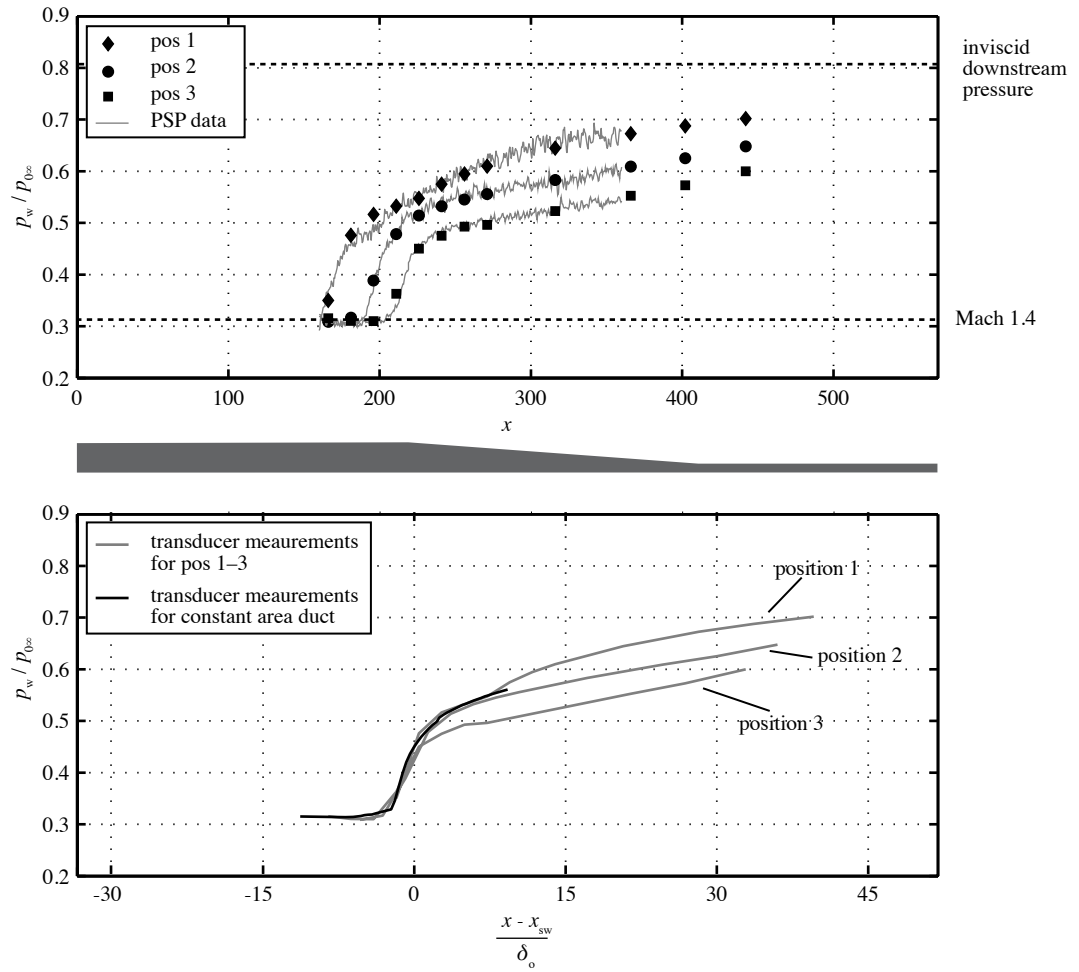 0.9
0.8
0.7
0.6
0.5
0.4
0.3
0.2
p_w / p_0∞
pos 1
pos 2
pos 3
PSP data
inviscid
downstream
pressure
Mach 1.4
0 100 200 300 400 500
x
0.9
0.8
0.7
0.6
0.5
0.4
0.3
0.2
p_w / p_0∞
transducer meaurements
for pos 1–3
transducer meaurements
for constant area duct
position 1
position 2
position 3
-30 -15 0 15 30 45
x - x_sw
δ_o